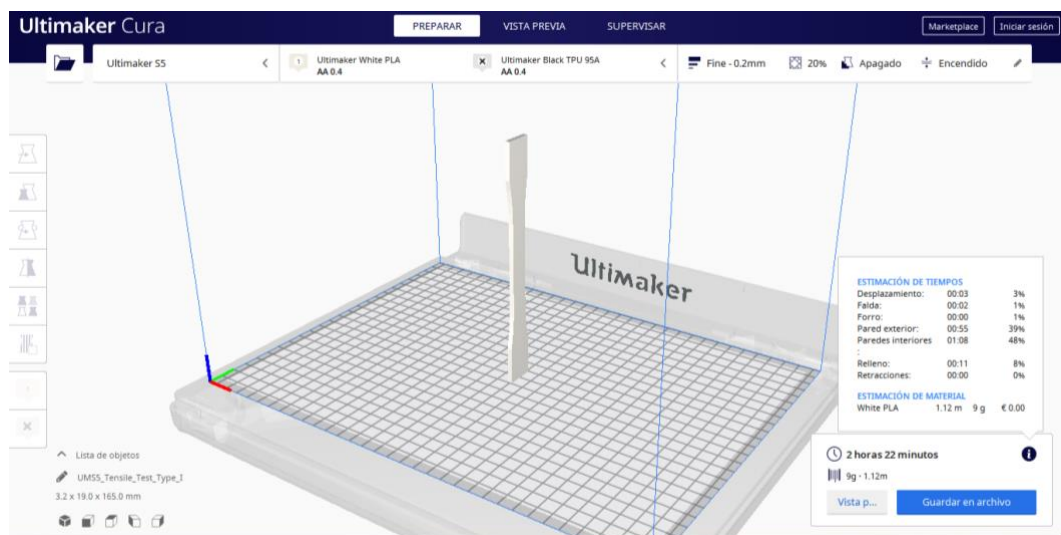 Ultimaker Cura
PREPARAR VISTA PREVIA SUPERVISAR
Marketplace Iniciar sesión
Ultimaker S5
1 Ultimaker White PLA
AA 0.4
Ultimaker Black TPU 95A
AA 0.4
Fine - 0.2mm 20% Apagado Encendido
Ultimaker
ESTIMACIÓN DE TIEMPOS
Desplazamiento: 00:03 3%
Falda: 00:02 1%
Forro: 00:00 1%
Pared exterior: 00:55 39%
Paredes interiores 01:08 48%
:
Relleno: 00:11 8%
Retracciones: 00:00 0%
ESTIMACIÓN DE MATERIAL
White PLA 1.12 m 9 g € 0.00
Lista de objetos
UMS5_Tensile_Test_Type_I
3.2 x 19.0 x 165.0 mm
2 horas 22 minutos
9g · 1.12m
Vista p... Guardar en archivo